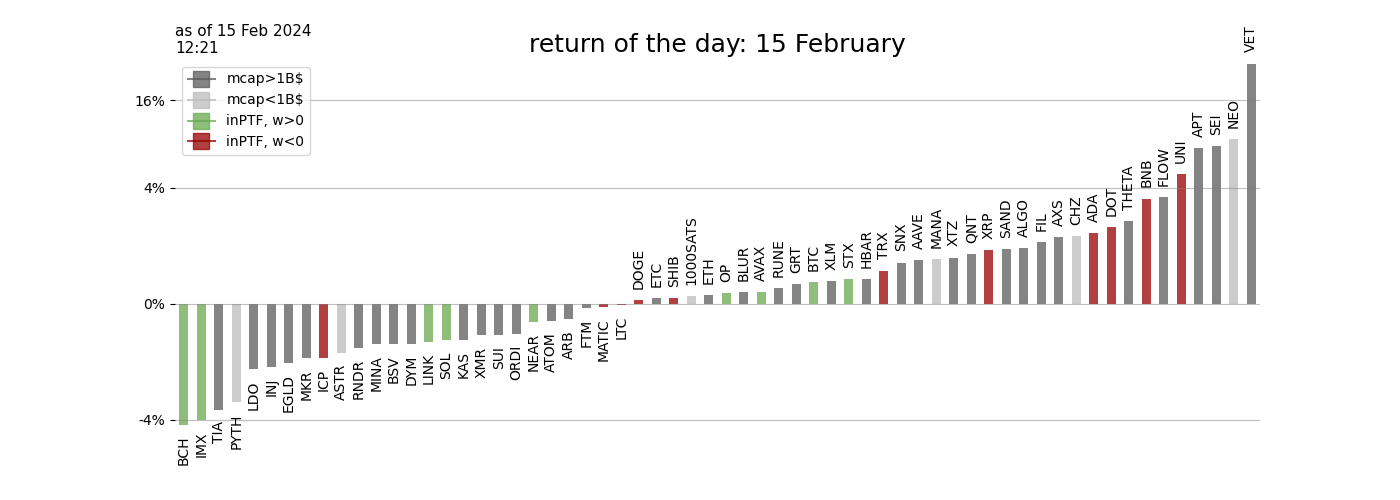 as of 15 Feb 2024
12:21
return of the day: 15 February
mcap>1B$
mcap<1B$
inPTF, w>0
inPTF, w<0
16%
4%
0%
-4%
BCH
IMX
TIA
PYTH
LDO
INJ
EGLD
MKR
ICP
ASTR
RNDR
MINA
BSV
DYM
LINK
SOL
KAS
XMR
SUI
ORDI
NEAR
ATOM
ARB
FTM
MATIC
LTC
DOGE
ETC
SHIB
1000SATS
ETH
OP
BLUR
AVAX
RUNE
GRT
BTC
XLM
STX
HBAR
TRX
SNX
AAVE
MANA
XTZ
QNT
XRP
SAND
ALGO
FIL
AXS
CHZ
ADA
DOT
THETA
BNB
FLOW
UNI
APT
SEI
NEO
VET